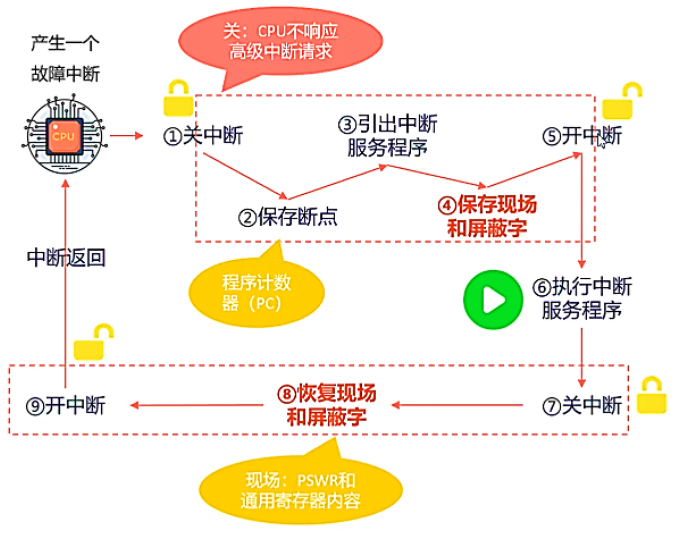 产生一个
故障中断
关：CPU不响应
高级中断请求
CPU
①关中断
②保存断点
③引出中断
服务程序
④保存现场
和屏蔽字
⑤开中断
程序计数
器（PC）
⑥执行中断
服务程序
中断返回
⑦关中断
⑧恢复现场
和屏蔽字
⑨开中断
现场：PSWR和
通用寄存器内容